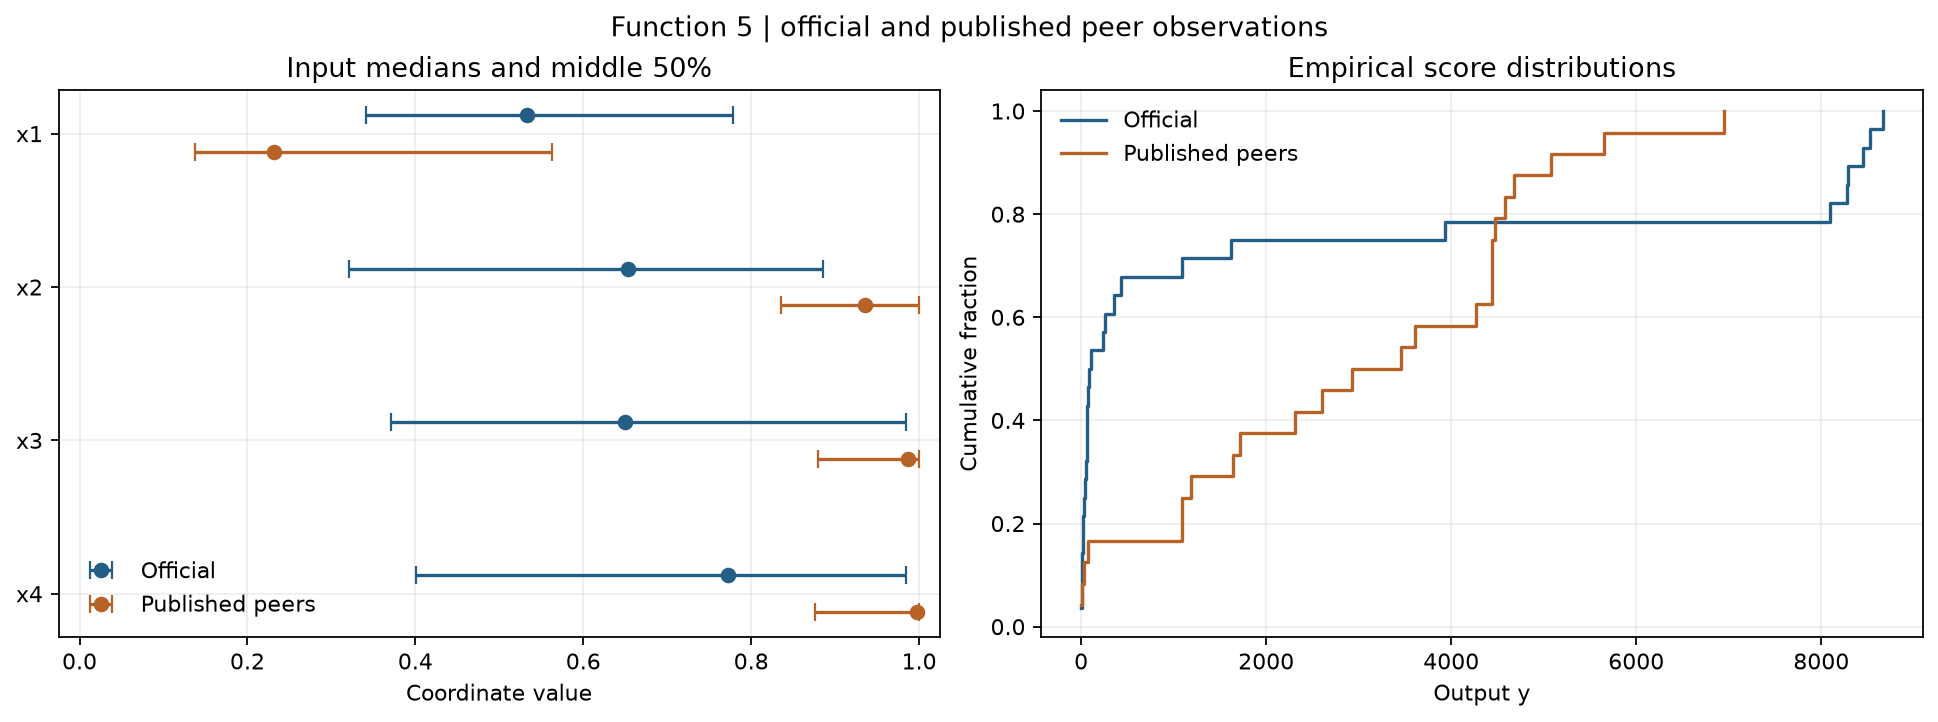 Function 5 | official and published peer observations
Input medians and middle 50%
x1
x2
x3
x4
Official
Published peers
0.0 0.2 0.4 0.6 0.8 1.0
Coordinate value
Empirical score distributions
Official
Published peers
Cumulative fraction
1.0
0.8
0.6
0.4
0.2
0.0
0 2000 4000 6000 8000
Output y